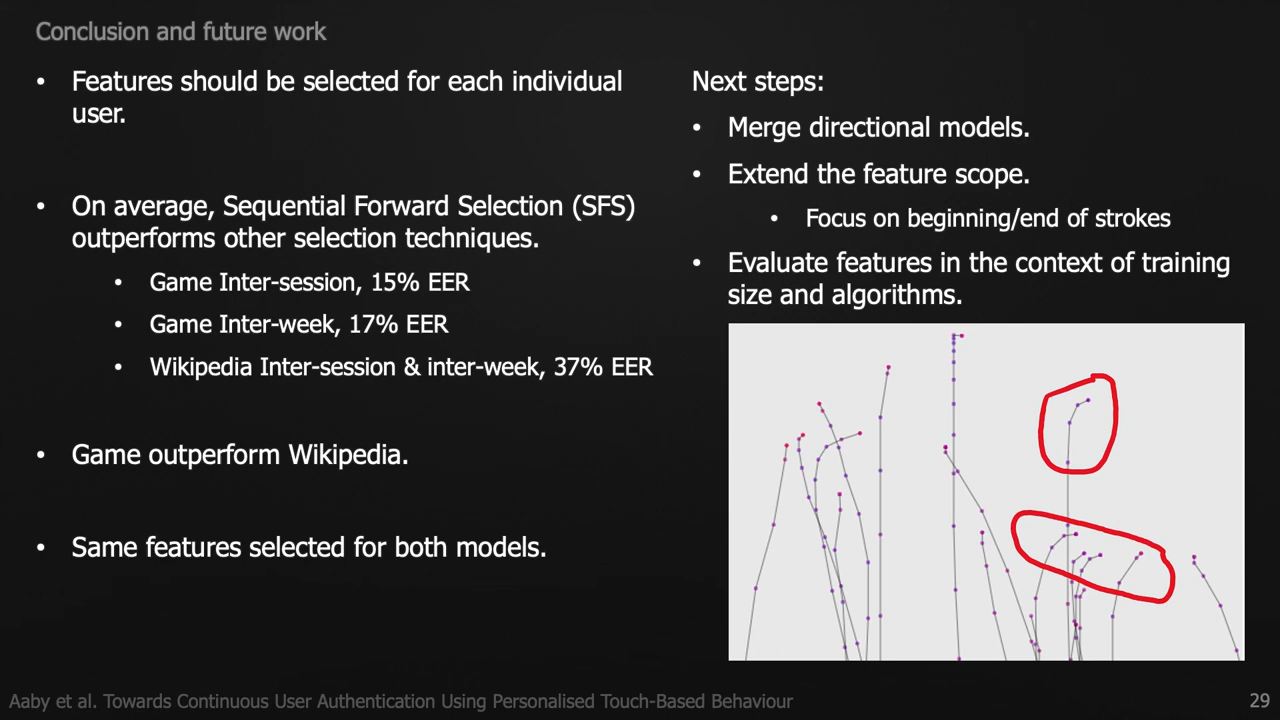 Conclusion and future work
• Features should be selected for each individual
user.
• On average, Sequential Forward Selection (SFS)
outperforms other selection techniques.
• Game Inter-session, 15% EER
• Game Inter-week, 17% EER
• Wikipedia Inter-session & inter-week, 37% EER
• Game outperform Wikipedia.
• Same features selected for both models.
Next steps:
• Merge directional models.
• Extend the feature scope.
• Focus on beginning/end of strokes
• Evaluate features in the context of training
size and algorithms.
Aaby et al. Towards Continuous User Authentication Using Personalised Touch-Based Behaviour
29